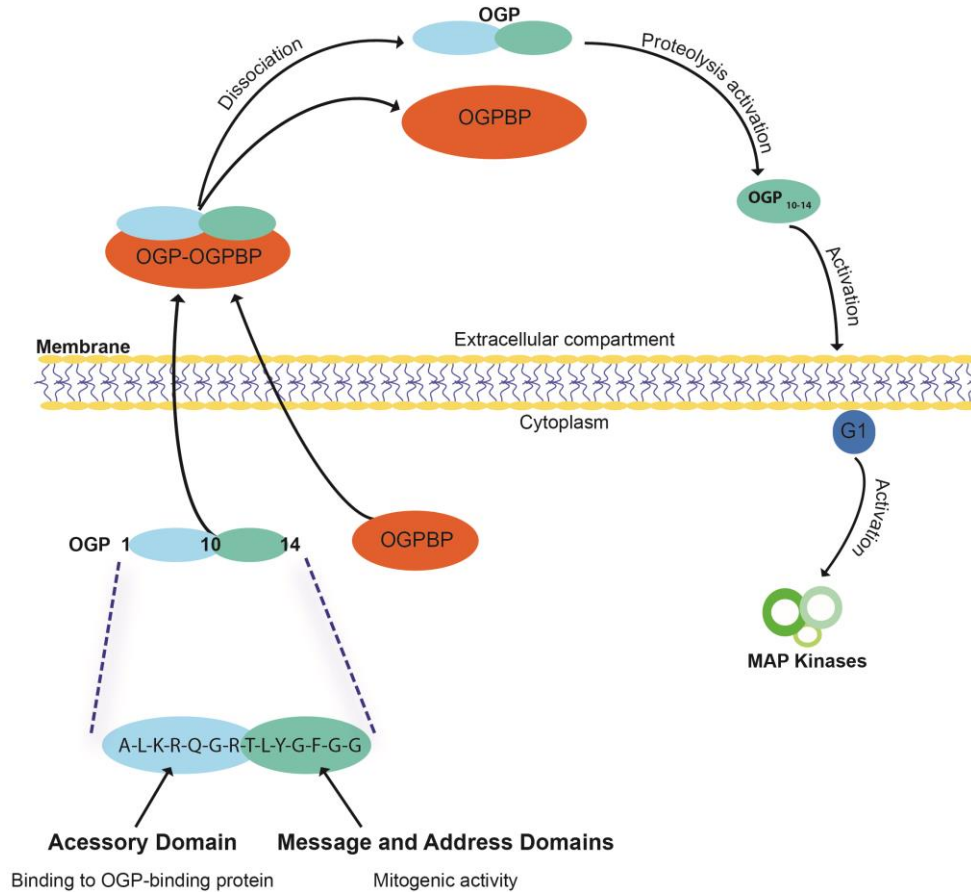 OGP
Dissociation
OGPBP
Proteolysis activation
OGP 10-14
OGP-OGPBP
Activation
Membrane
Extracellular compartment
Cytoplasm
G1
Activation
OGP 1 10 14
OGPBP
MAP Kinases
A-L-K-R-Q-G-R-T-L-Y-G-F-G-G
Acessory Domain
Message and Address Domains
Binding to OGP-binding protein
Mitogenic activity